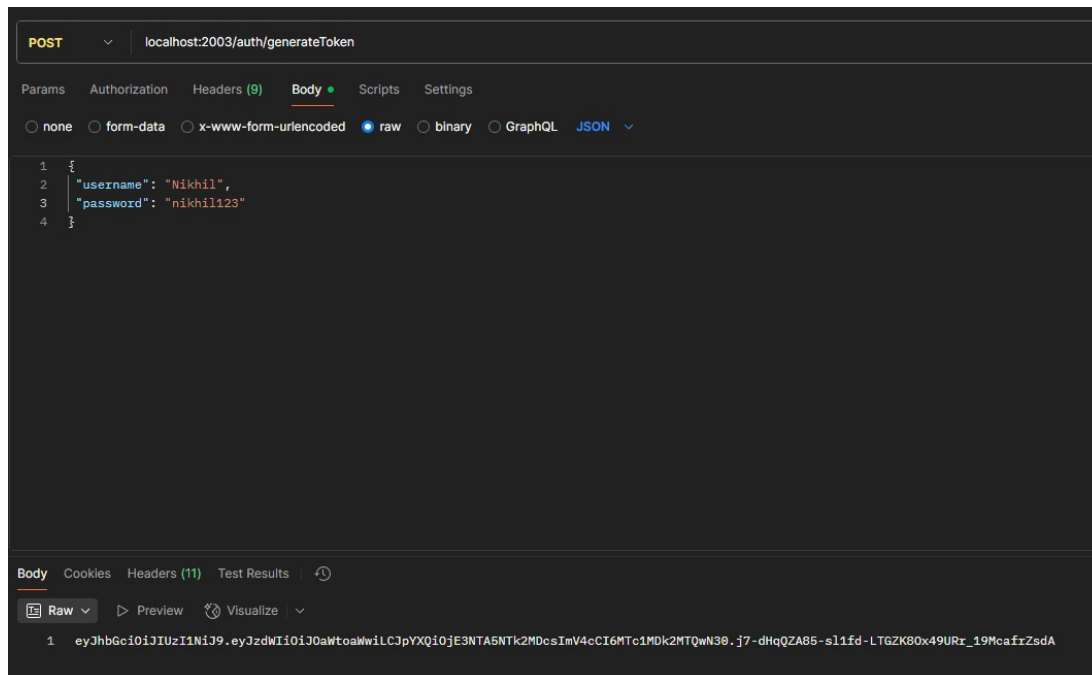 POST localhost:2003/auth/generateToken
Params Authorization Headers (9) Body Scripts Settings
none form-data x-www-form-urlencoded raw binary GraphQL JSON
1 {
2 "username": "Nikhil",
3 "password": "nikhil123"
4 }
Body Cookies Headers (11) Test Results
Raw Preview Visualize
1 eyJhbGciOiJIUzI1NiJ9.eyJzdWIiOiJOaWtoaWwiLCJpYXQiOjE3NTA5NTk2MDcsImV4cCI6MTc1MDk2MTQwN30.j7-dHqQZA85-sl1fd-LTGZK8Ox49URr_19McafrZsdA